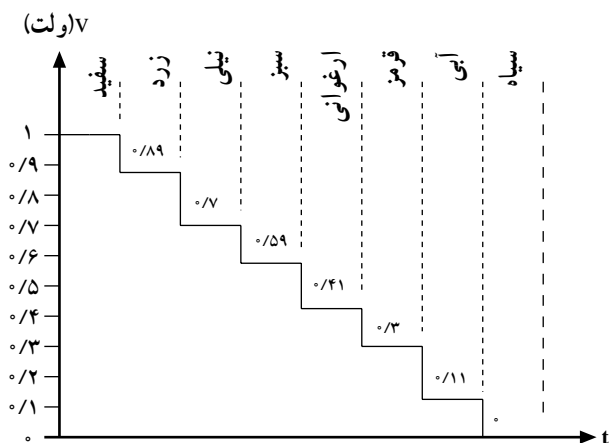 v(ولت)
سفید
زرد
نیلی
سبز
ارغوانی
قرمز
آبی
سیاه
۱
۰/۹
۰/۸
۰/۷
۰/۶
۰/۵
۰/۴
۰/۳
۰/۲
۰/۱
۰
۰/۸۹
۰/۷
۰/۵۹
۰/۴۱
۰/۳
۰/۱۱
۰
t